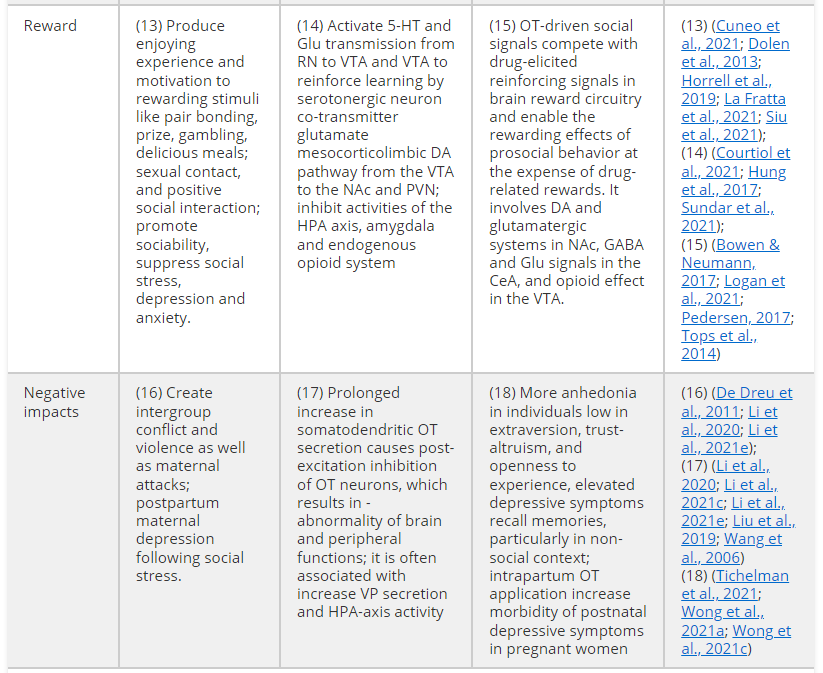 Reward
(13) Produce
enjoying
experience and
motivation to
rewarding stimuli
like pair bonding,
prize, gambling,
delicious meals;
sexual contact,
and positive
social interaction;
promote
sociability,
suppress social
stress,
depression and
anxiety.
(14) Activate 5-HT and
Glu transmission from
RN to VTA and VTA to
reinforce learning by
serotonergic neuron
co-transmitter
glutamate
mesocorticolimbic DA
pathway from the VTA
to the NAc and PVN;
inhibit activities of the
HPA axis, amygdala
and endogenous
opioid system
(15) OT-driven social
signals compete with
drug-elicited
reinforcing signals in
brain reward circuitry
and enable the
rewarding effects of
prosocial behavior at
the expense of drug-
related rewards. It
involves DA and
glutamatergic
systems in NAc, GABA
and Glu signals in the
CeA, and opioid effect
in the VTA.
(13) (Cuneo et
al., 2021; Dolen
et al., 2013;
Horrell et al.,
2019; La Fratta
et al., 2021; Siu
et al., 2021);
(14) (Courtiol et
al., 2021; Hung
et al., 2017;
Sundar et al.,
2021);
(15) (Bowen &
Neumann,
2017; Logan et
al., 2021;
Pedersen, 2017;
Tops et al.,
2014)
Negative
impacts
(16) Create
intergroup
conflict and
violence as well
as maternal
attacks;
postpartum
maternal
depression
following social
stress.
(17) Prolonged
increase in
somatodendritic OT
secretion causes post-
excitation inhibition
of OT neurons, which
results in -
abnormality of brain
and peripheral
functions; it is often
associated with
increase VP secretion
and HPA-axis activity
(18) More anhedonia
in individuals low in
extraversion, trust-
altruism, and
openness to
experience, elevated
depressive symptoms
recall memories,
particularly in non-
social context;
intrapartum OT
application increase
morbidity of postnatal
depressive symptoms
in pregnant women
(16) (De Dreu et
al., 2011; Li et
al., 2020; Li et
al., 2021e);
(17) (Li et al.,
2020; Li et al.,
2021c; Li et al.,
2021e; Liu et al.,
2019; Wang et
al., 2006)
(18) (Tichelman
et al., 2021;
Wong et al.,
2021a; Wong et
al., 2021c)